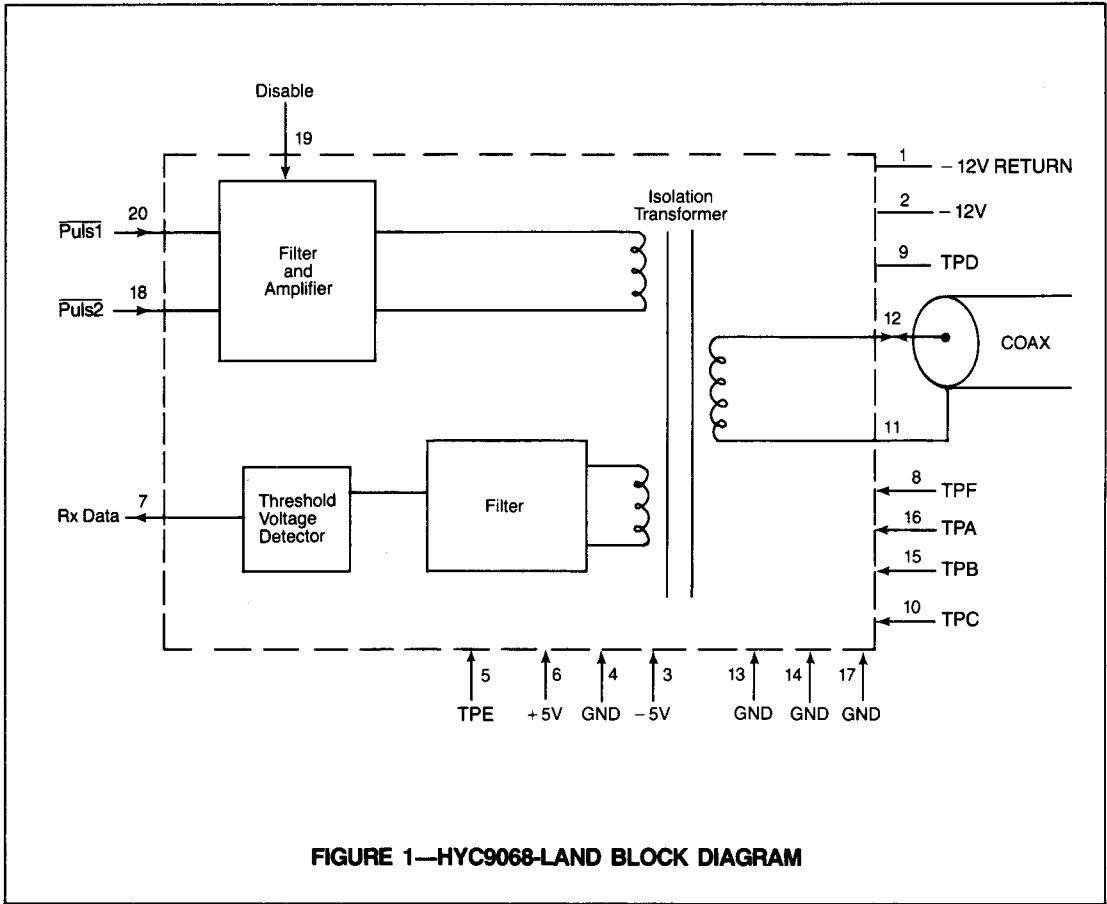 Disable
19
1
− 12V RETURN
Isolation
Transformer
2
−12V
20
Puls1
Filter
and
Amplifier
9
TPD
18
Puls2
12
COAX
11
8
TPF
7
Rx Data
Threshold
Voltage
Detector
Filter
16
TPA
15
TPB
10
TPC
5
6
4
3
13
14
17
TPE
+5V
GND
−5V
GND
GND
GND
FIGURE 1—HYC9068-LAND BLOCK DIAGRAM